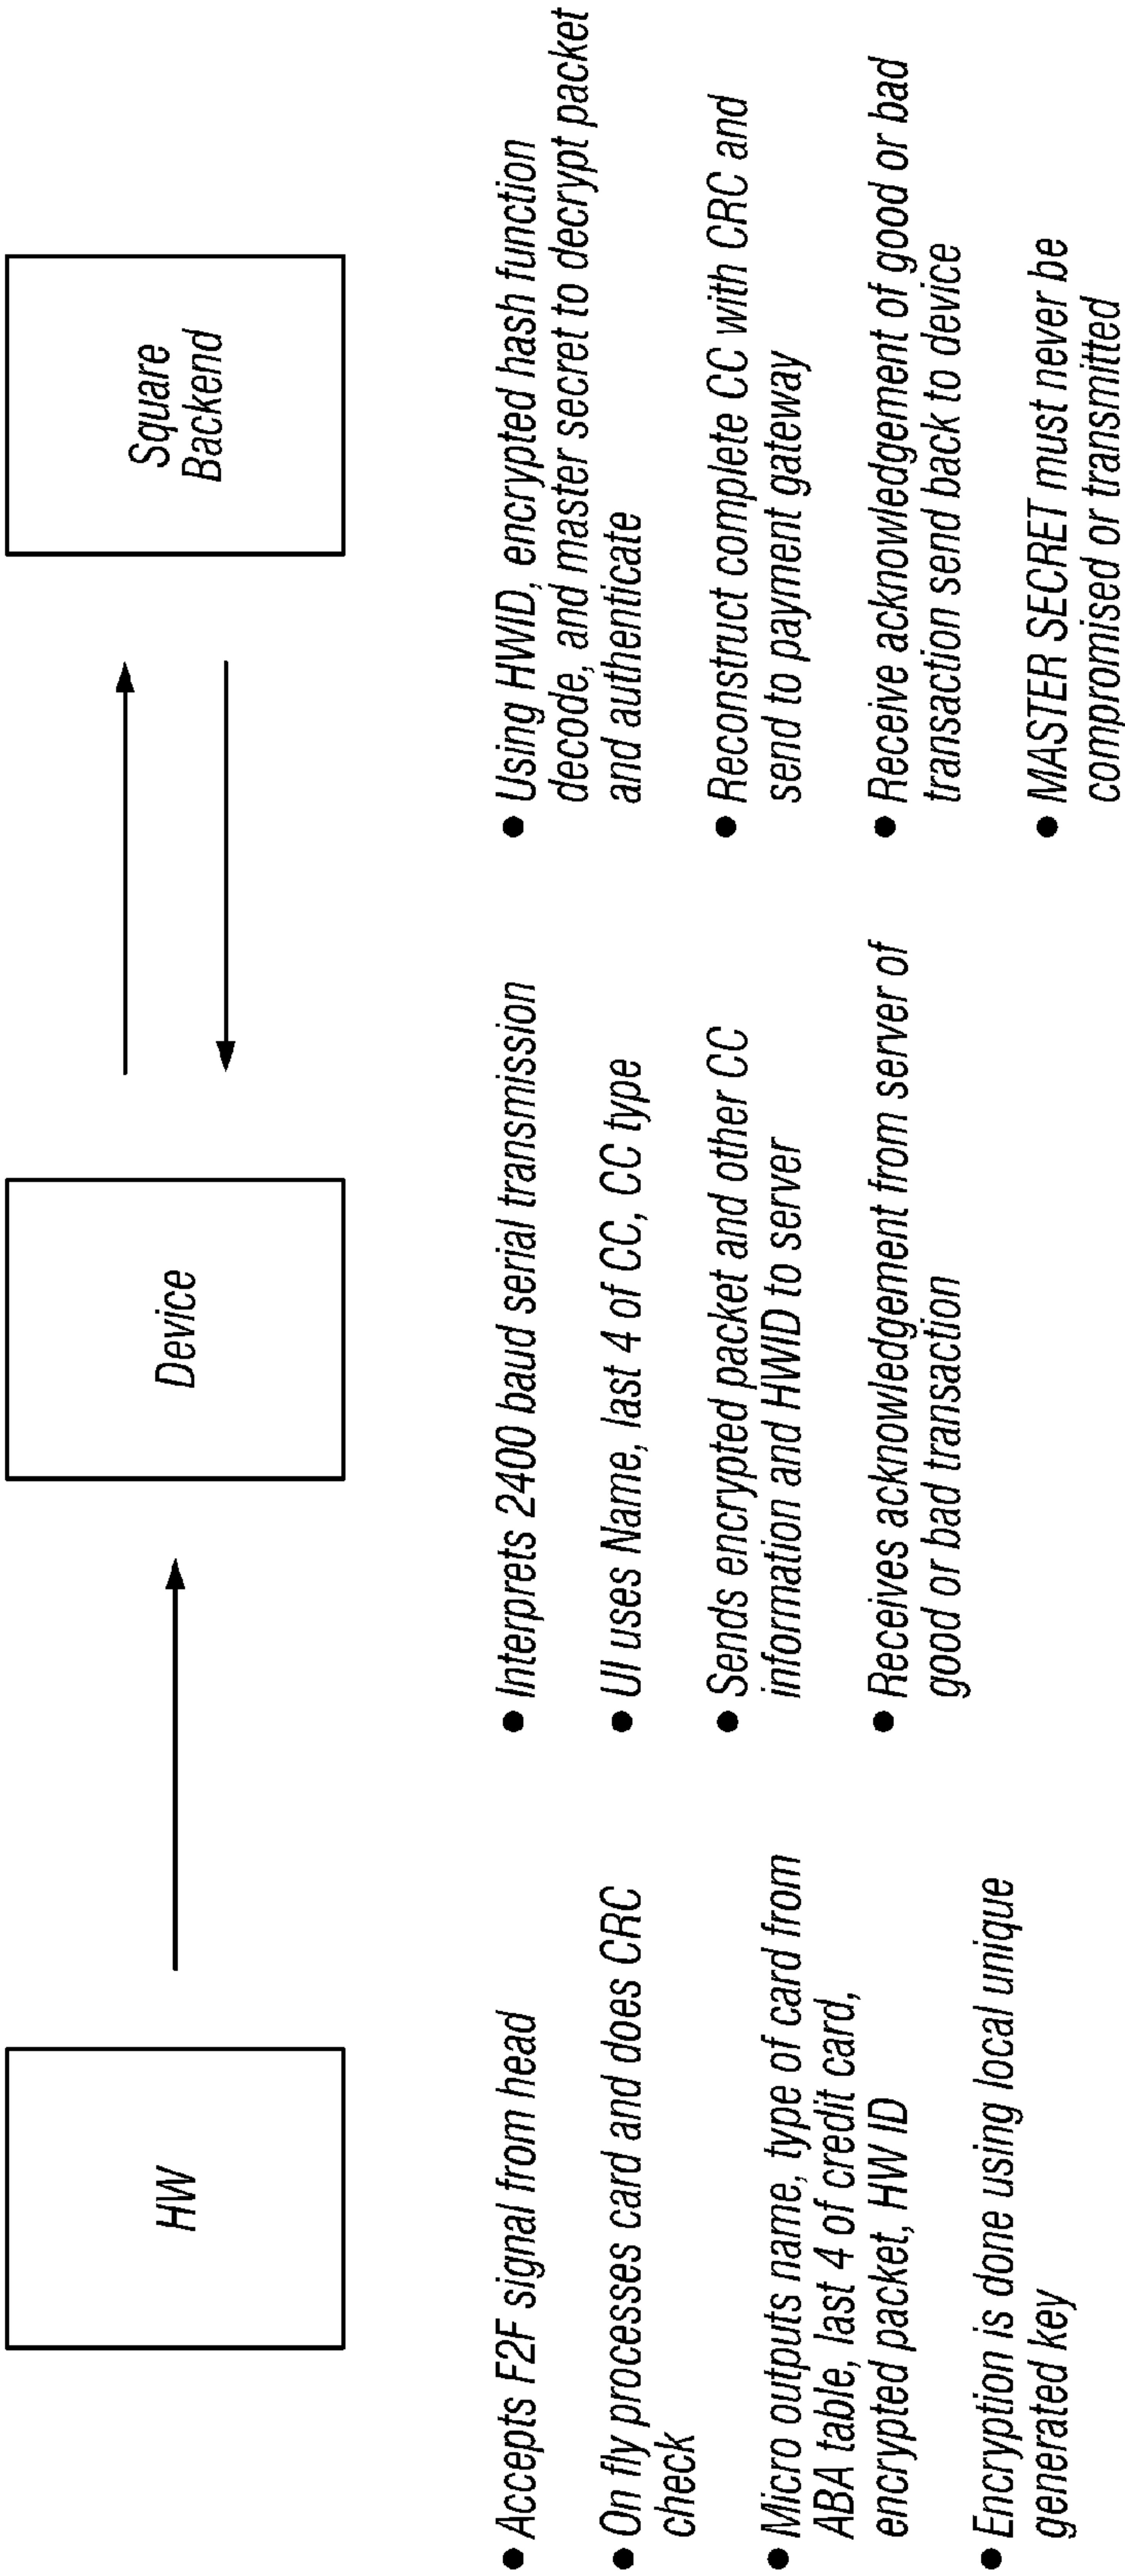 HW
Device
Square
Backend
● Accepts F2F signal from head
● On fly processes card and does CRC
check
● Micro outputs name, type of card from
ABA table, last 4 of credit card,
encrypted packet, HW ID
● Encryption is done using local unique
generated key
● Interprets 2400 baud serial transmission
● UI uses Name, last 4 of CC, CC type
● Sends encrypted packet and other CC
information and HWID to server
● Receives acknowledgement from server of
good or bad transaction
● Using HWID, encrypted hash function
decode, and master secret to decrypt packet
and authenticate
● Reconstruct complete CC with CRC and
send to payment gateway
● Receive acknowledgement of good or bad
transaction send back to device
● MASTER SECRET must never be
compromised or transmitted